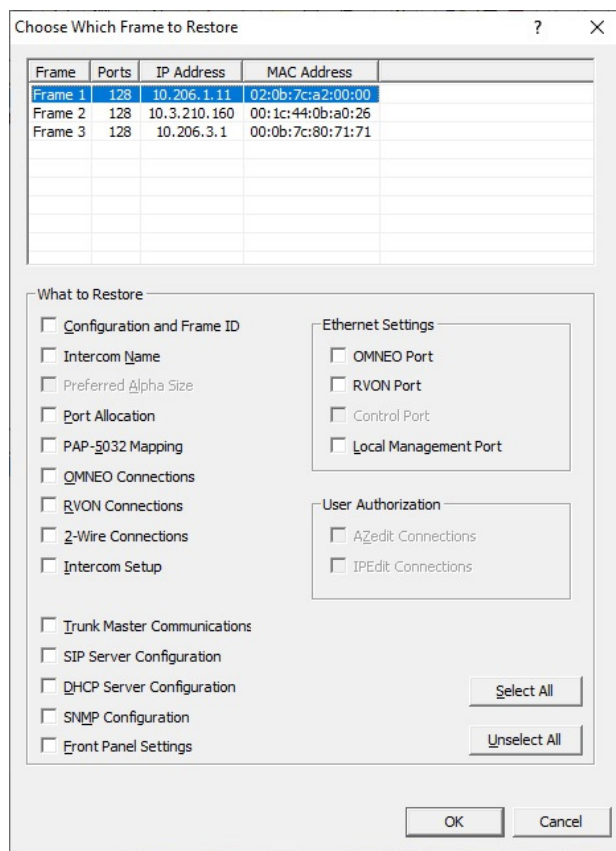 Choose Which Frame to Restore ? ×
Frame Ports IP Address MAC Address
Frame 1 128 10.206.1.11 02:0b:7c:a2:00:00
Frame 2 128 10.3.210.160 00:1c:44:0b:a0:26
Frame 3 128 10.206.3.1 00:0b:7c:80:71:71
What to Restore
Configuration and Frame ID
Intercom Name
Preferred Alpha Size
Port Allocation
PAP-5032 Mapping
OMNEO Connections
RVON Connections
2-Wire Connections
Intercom Setup
Trunk Master Communications
SIP Server Configuration
DHCP Server Configuration
SNMP Configuration
Front Panel Settings
Ethernet Settings
OMNEO Port
RVON Port
Control Port
Local Management Port
User Authorization
AZedit Connections
IPEdit Connections
Select All
Unselect All
OK Cancel